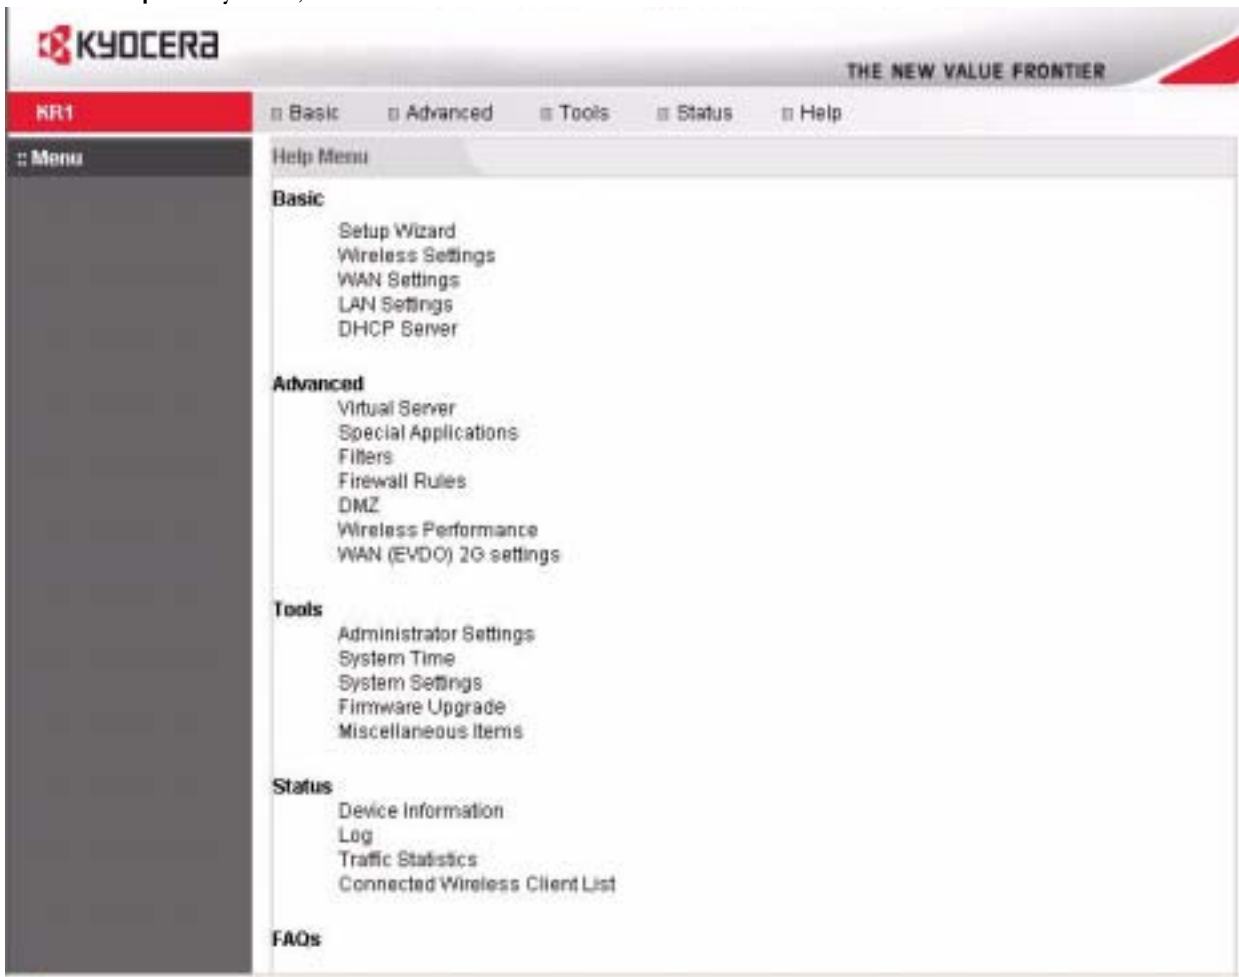 KYOCERA
THE NEW VALUE FRONTIER
KR1
Basic Advanced Tools Status Help
:: Menu
Help Menu
Basic
Setup Wizard
Wireless Settings
WAN Settings
LAN Settings
DHCP Server
Advanced
Virtual Server
Special Applications
Filters
Firewall Rules
DMZ
Wireless Performance
WAN (EVDO) 2G settings
Tools
Administrator Settings
System Time
System Settings
Firmware Upgrade
Miscellaneous Items
Status
Device Information
Log
Traffic Statistics
Connected Wireless Client List
FAQs